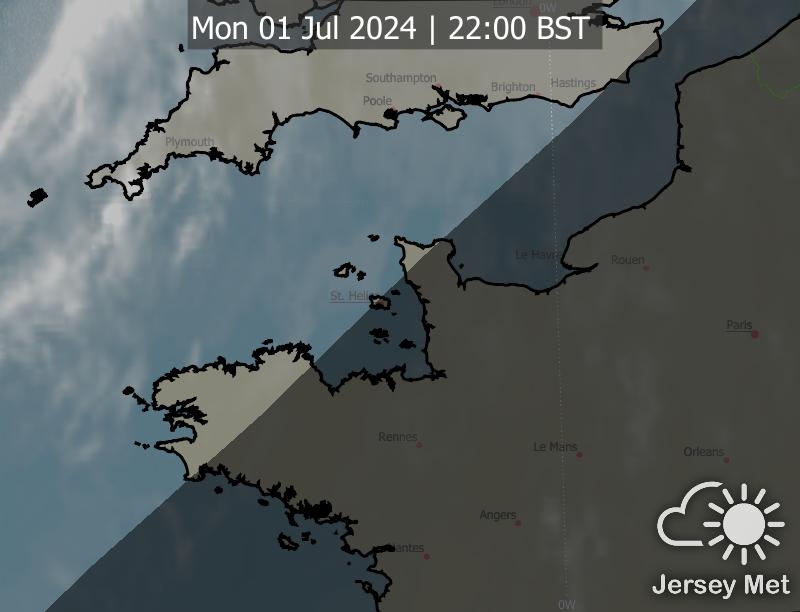 London
0W
Mon 01 Jul 2024 | 22:00 BST
Southampton
Brighton
Hastings
Poole
Plymouth
Le Havre
Rouen
St. Helier
Paris
Rennes
Le Mans
Orleans
Angers
Nantes
Jersey Met
0W